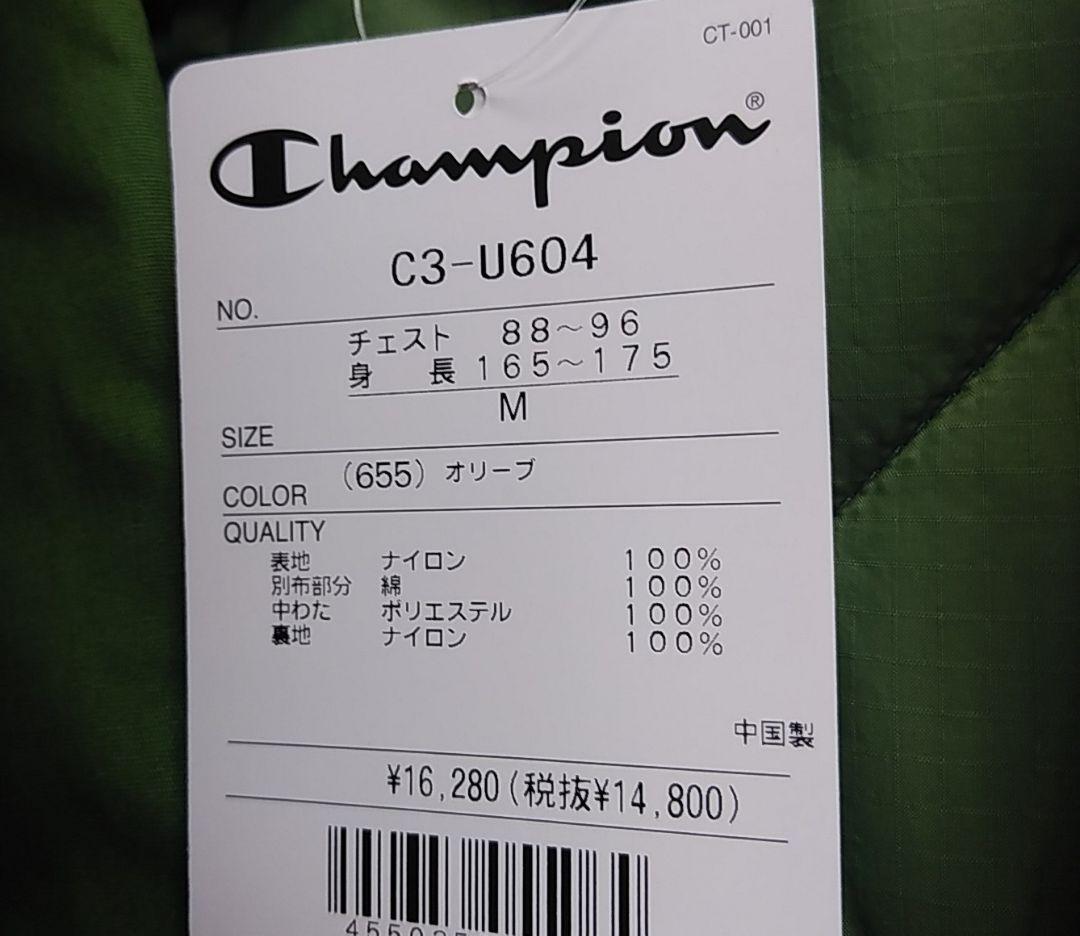 CT-001
Champion®
C3-U604
NO.
チェスト 88～96
身長 165～175
M
SIZE
(655) オリーブ
COLOR
QUALITY
表地 ナイロン 100%
別布部分 綿 100%
中わた ポリエステル 100%
裏地 ナイロン 100%
中国製
¥16,280(税抜¥14,800)